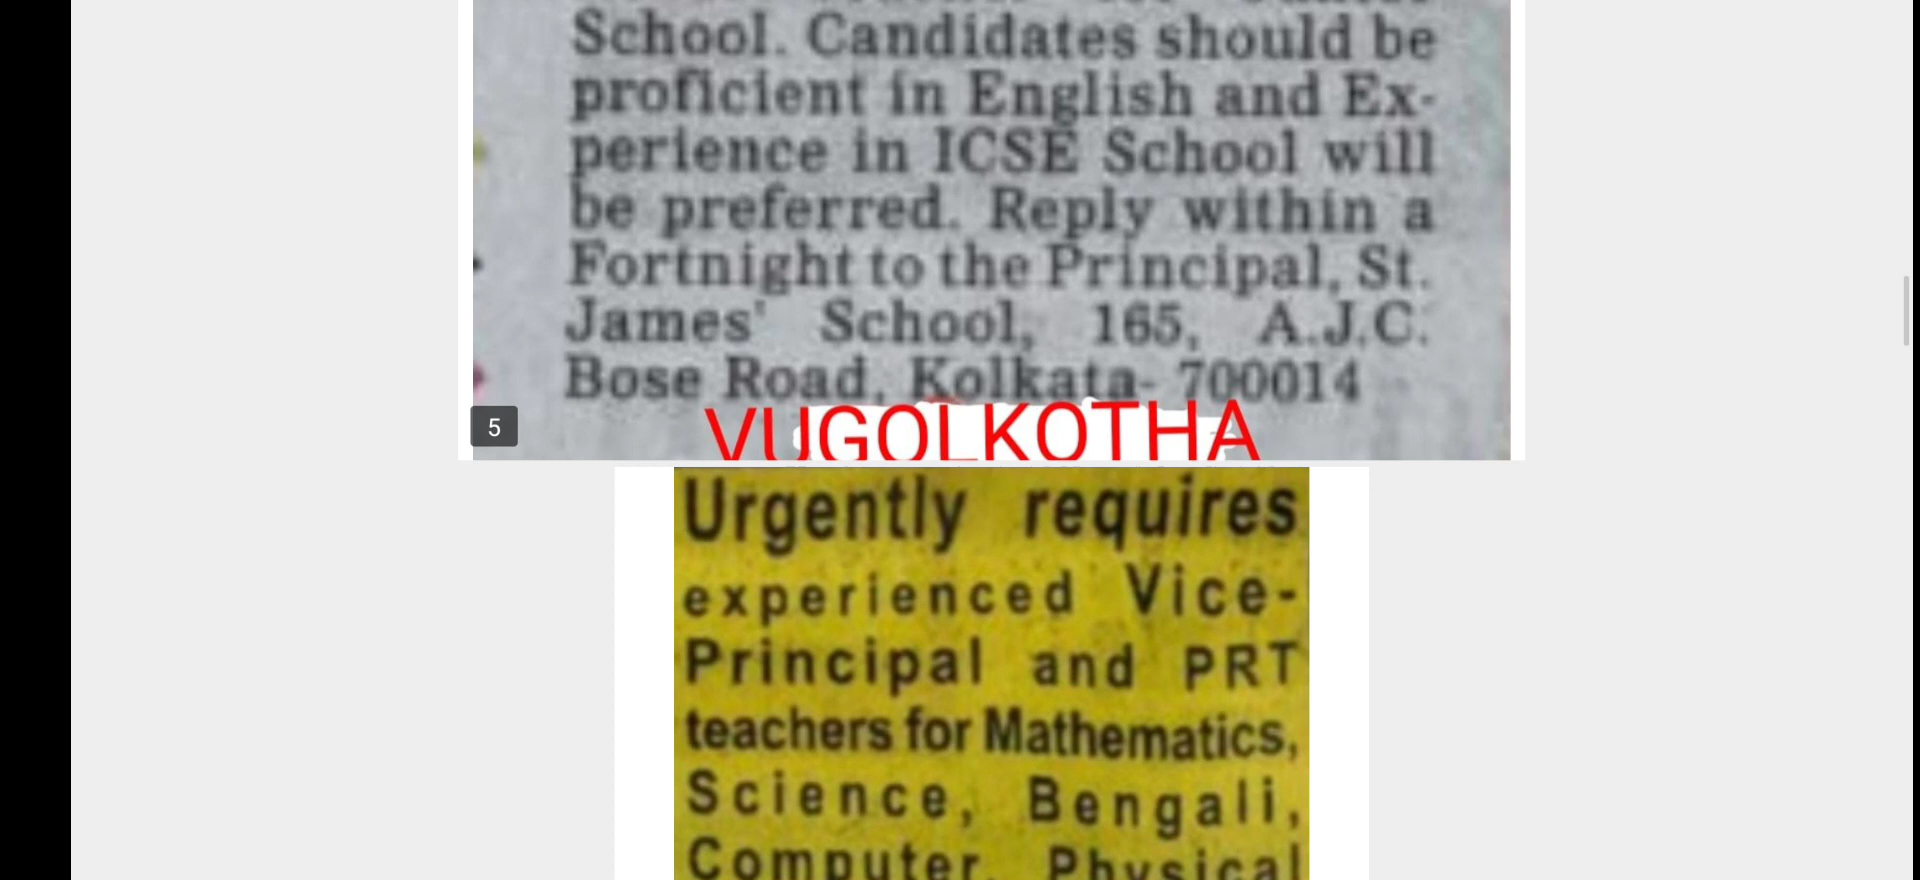 School. Candidates should be
proficient in English and Ex-
perience in ICSE School will
be preferred. Reply within a
Fortnight to the Principal, St.
James' School, 165, A.J.C.
Bose Road, Kolkata- 700014
VUGOLKOTHA
5
Urgently requires
experienced Vice-
Principal and PRT
teachers for Mathematics,
Science, Bengali,
Computer, Physical